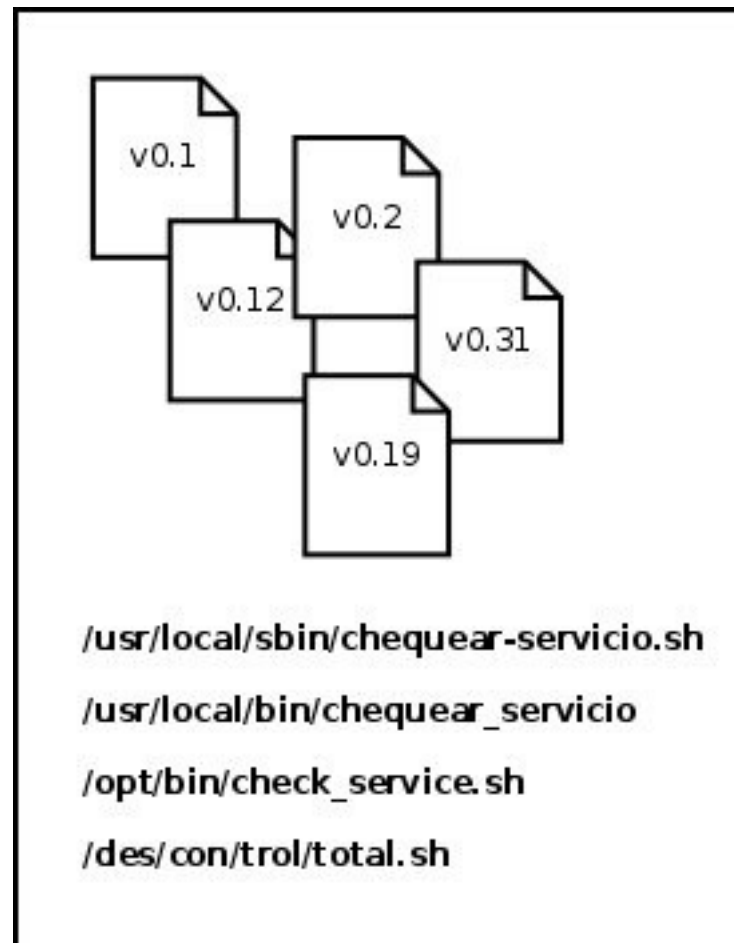 v0.1
v0.2
v0.12
v0.31
v0.19
/usr/local/sbin/chequear-servicio.sh
/usr/local/bin/chequear_servicio
/opt/bin/check_service.sh
/des/con/trol/total.sh